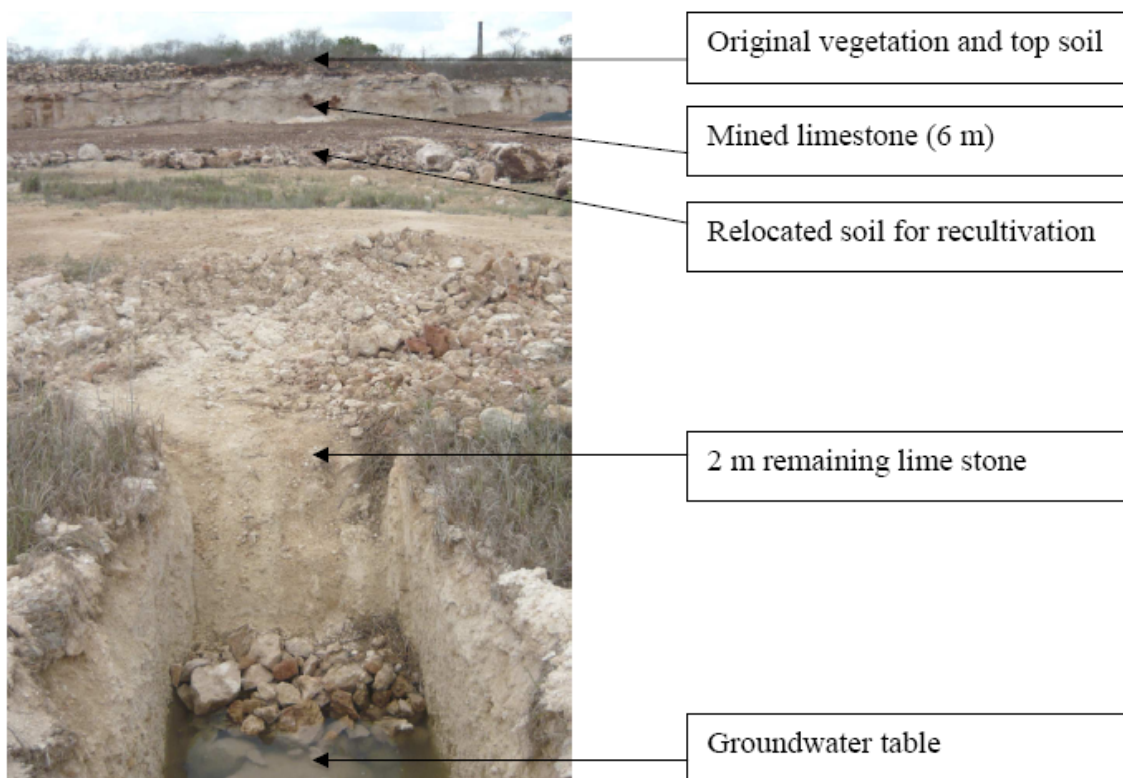 Original vegetation and top soil
Mined limestone (6 m)
Relocated soil for recultivation
2 m remaining lime stone
Groundwater table